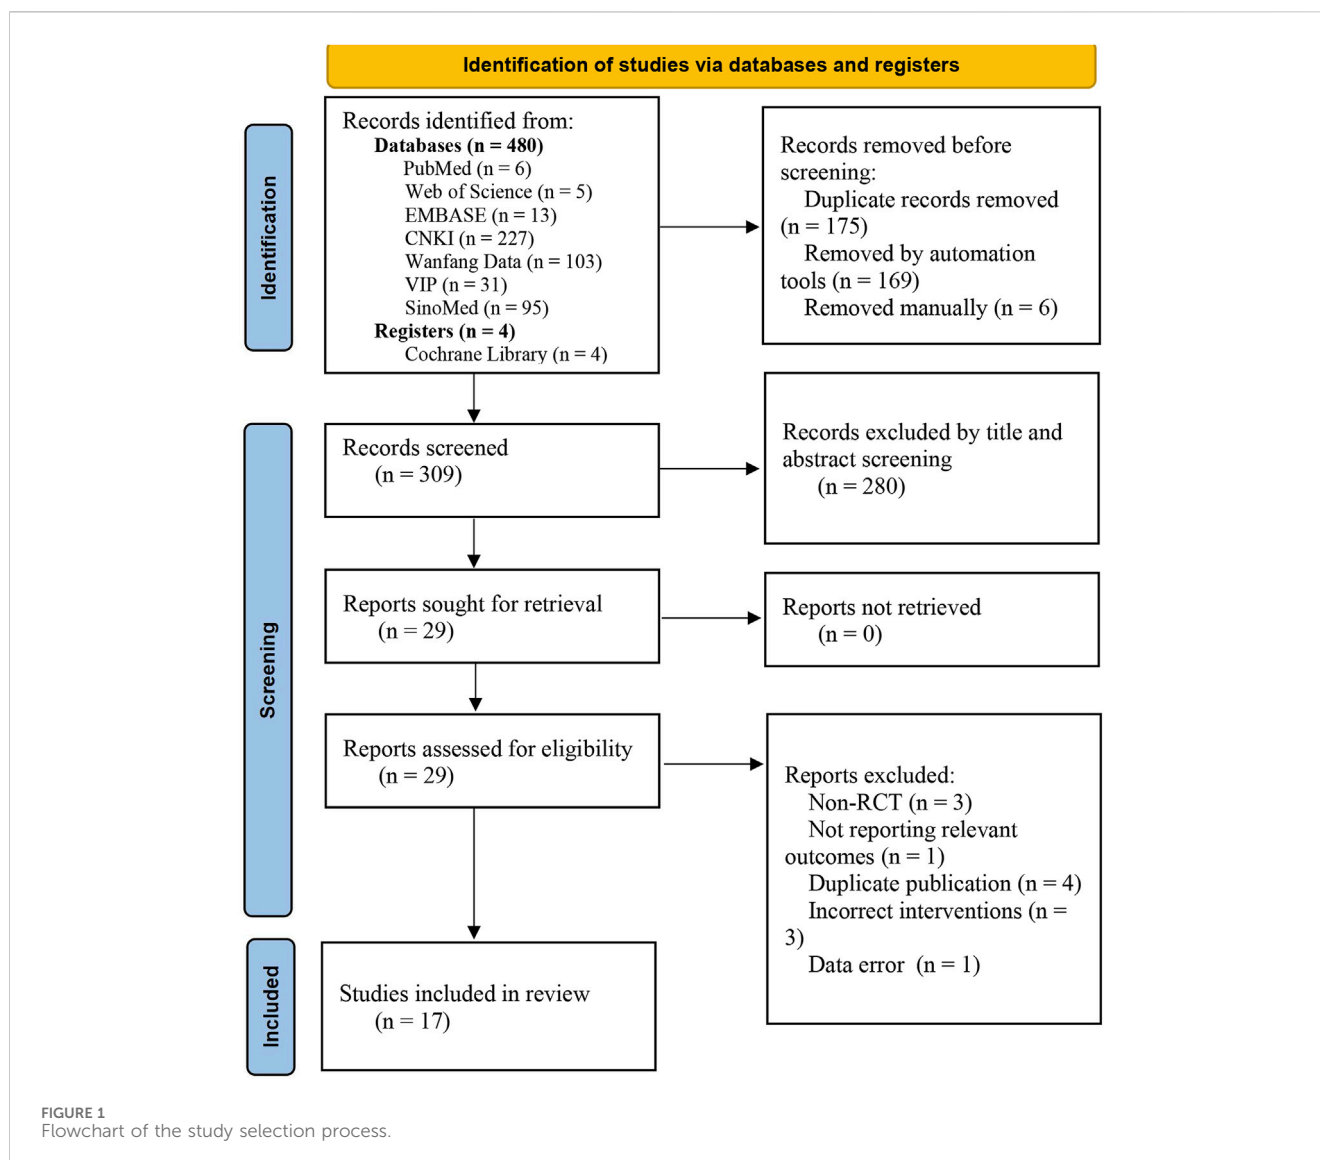 Identification of studies via databases and registers
Identification
Records identified from:
Databases (n = 480)
PubMed (n = 6)
Web of Science (n = 5)
EMBASE (n = 13)
CNKI (n = 227)
Wanfang Data (n = 103)
VIP (n = 31)
SinoMed (n = 95)
Registers (n = 4)
Cochrane Library (n = 4)
Records removed before
screening:
Duplicate records removed
(n = 175)
Removed by automation
tools (n = 169)
Removed manually (n = 6)
Screening
Records screened
(n = 309)
Records excluded by title and
abstract screening
(n = 280)
Reports sought for retrieval
(n = 29)
Reports not retrieved
(n = 0)
Reports assessed for eligibility
(n = 29)
Reports excluded:
Non-RCT (n = 3)
Not reporting relevant
outcomes (n = 1)
Duplicate publication (n = 4)
Incorrect interventions (n =
3)
Data error (n = 1)
Included
Studies included in review
(n = 17)
FIGURE 1
Flowchart of the study selection process.